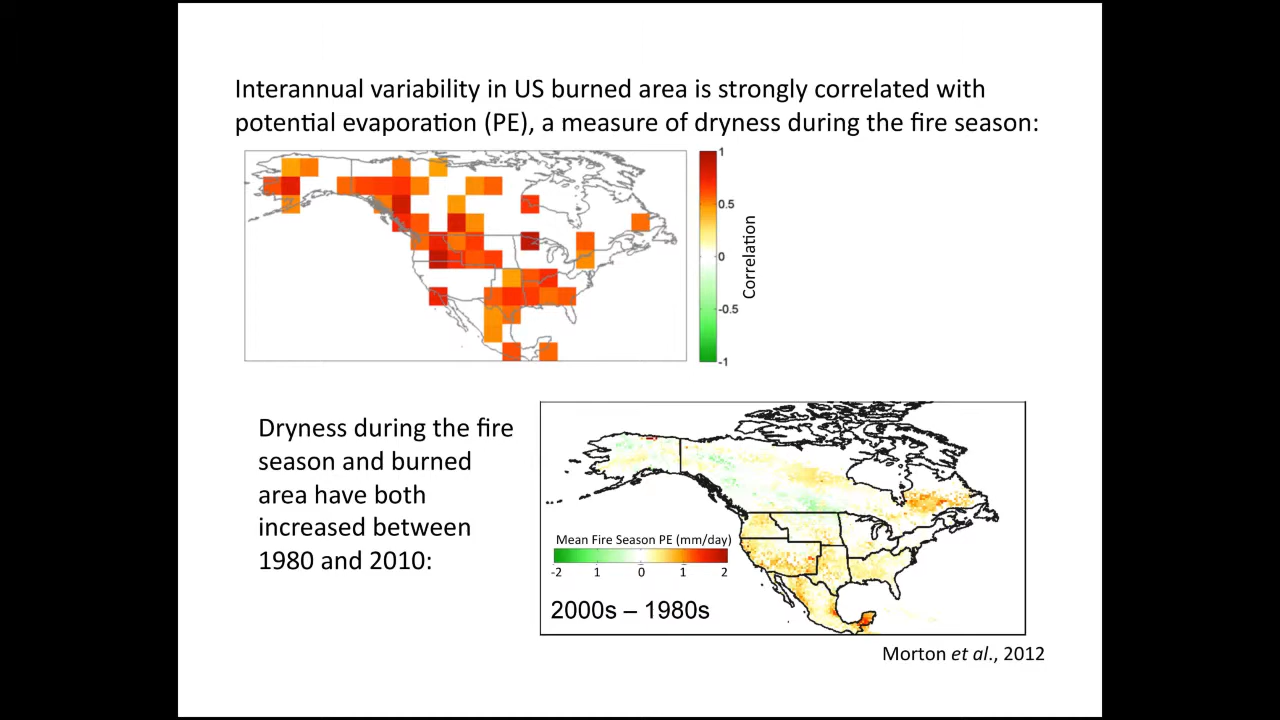 Interannual variability in US burned area is strongly correlated with
potential evaporation (PE), a measure of dryness during the fire season:
1
0.5
0
-0.5
-1
Correlation
Dryness during the fire
season and burned
area have both
increased between
1980 and 2010:
Mean Fire Season PE (mm/day)
-2 1 0 1 2
2000s – 1980s
Morton et al., 2012